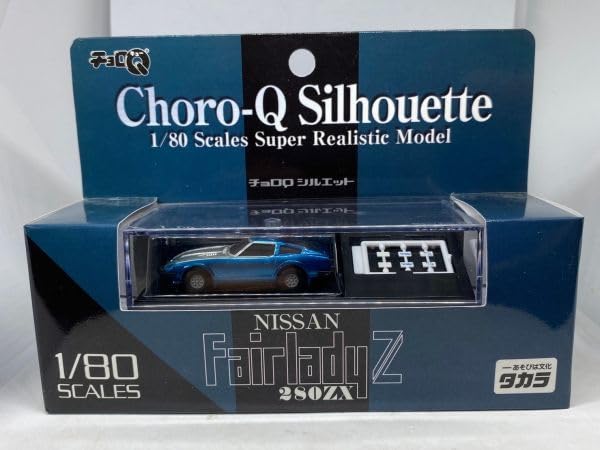 チョロQ
Choro-Q Silhouette
1/80 Scales Super Realistic Model
チョロQ シルエット
NISSAN
Fairlady Z
280ZX
1/80
SCALES
あそびは文化
タカラ